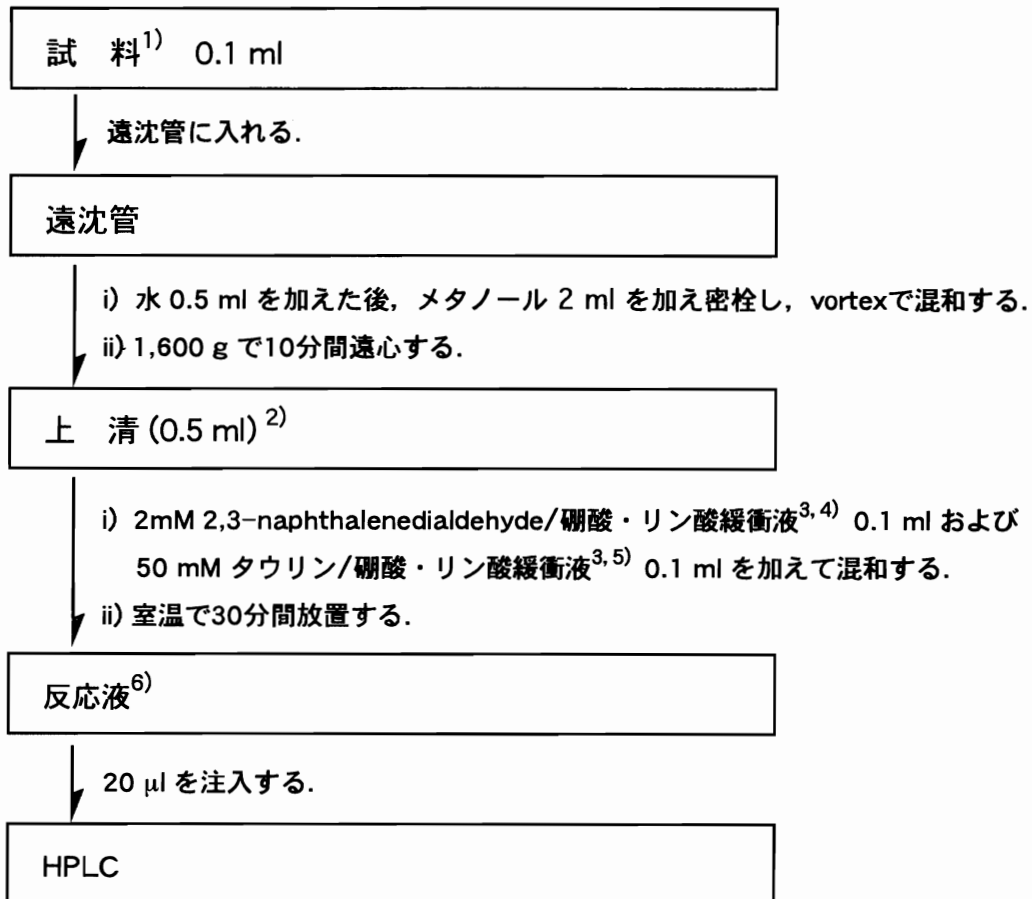 試　料1)　0.1 ml
遠沈管に入れる.
遠沈管
i) 水 0.5 ml を加えた後，メタノール 2 ml を加え密栓し，vortexで混和する.
ii) 1,600 g で10分間遠心する.
上　清 (0.5 ml) 2)
i) 2mM 2,3−naphthalenedialdehyde/硼酸・リン酸緩衝液3, 4) 0.1 ml および
50 mM タウリン/硼酸・リン酸緩衝液3, 5) 0.1 ml を加えて混和する.
ii) 室温で30分間放置する.
反応液6)
20 μl を注入する.
HPLC